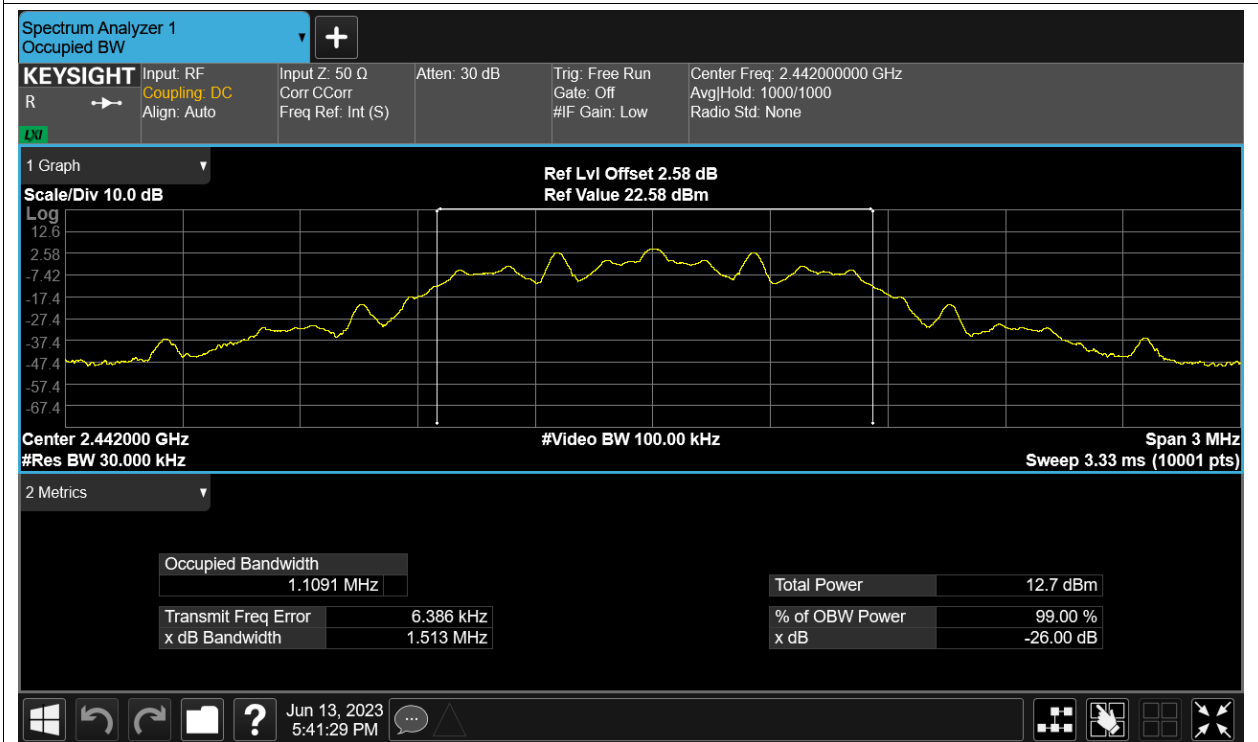 Spectrum Analyzer 1
Occupied BW
KEYSIGHT
R
LXI
Input: RF
Coupling: DC
Align: Auto
Input Z: 50 Ω
Corr CCorr
Freq Ref: Int (S)
Atten: 30 dB
Trig: Free Run
Gate: Off
#IF Gain: Low
Center Freq: 2.442000000 GHz
Avg|Hold: 1000/1000
Radio Std: None
1 Graph
Scale/Div 10.0 dB
Ref Lvl Offset 2.58 dB
Ref Value 22.58 dBm
Log
12.6
2.58
-7.42
-17.4
-27.4
-37.4
-47.4
-57.4
-67.4
Center 2.442000 GHz
#Res BW 30.000 kHz
#Video BW 100.00 kHz
Span 3 MHz
Sweep 3.33 ms (10001 pts)
2 Metrics
Occupied Bandwidth
1.1091 MHz
Transmit Freq Error 6.386 kHz
x dB Bandwidth 1.513 MHz
Total Power 12.7 dBm
% of OBW Power 99.00 %
x dB -26.00 dB
?
Jun 13, 2023
5:41:29 PM